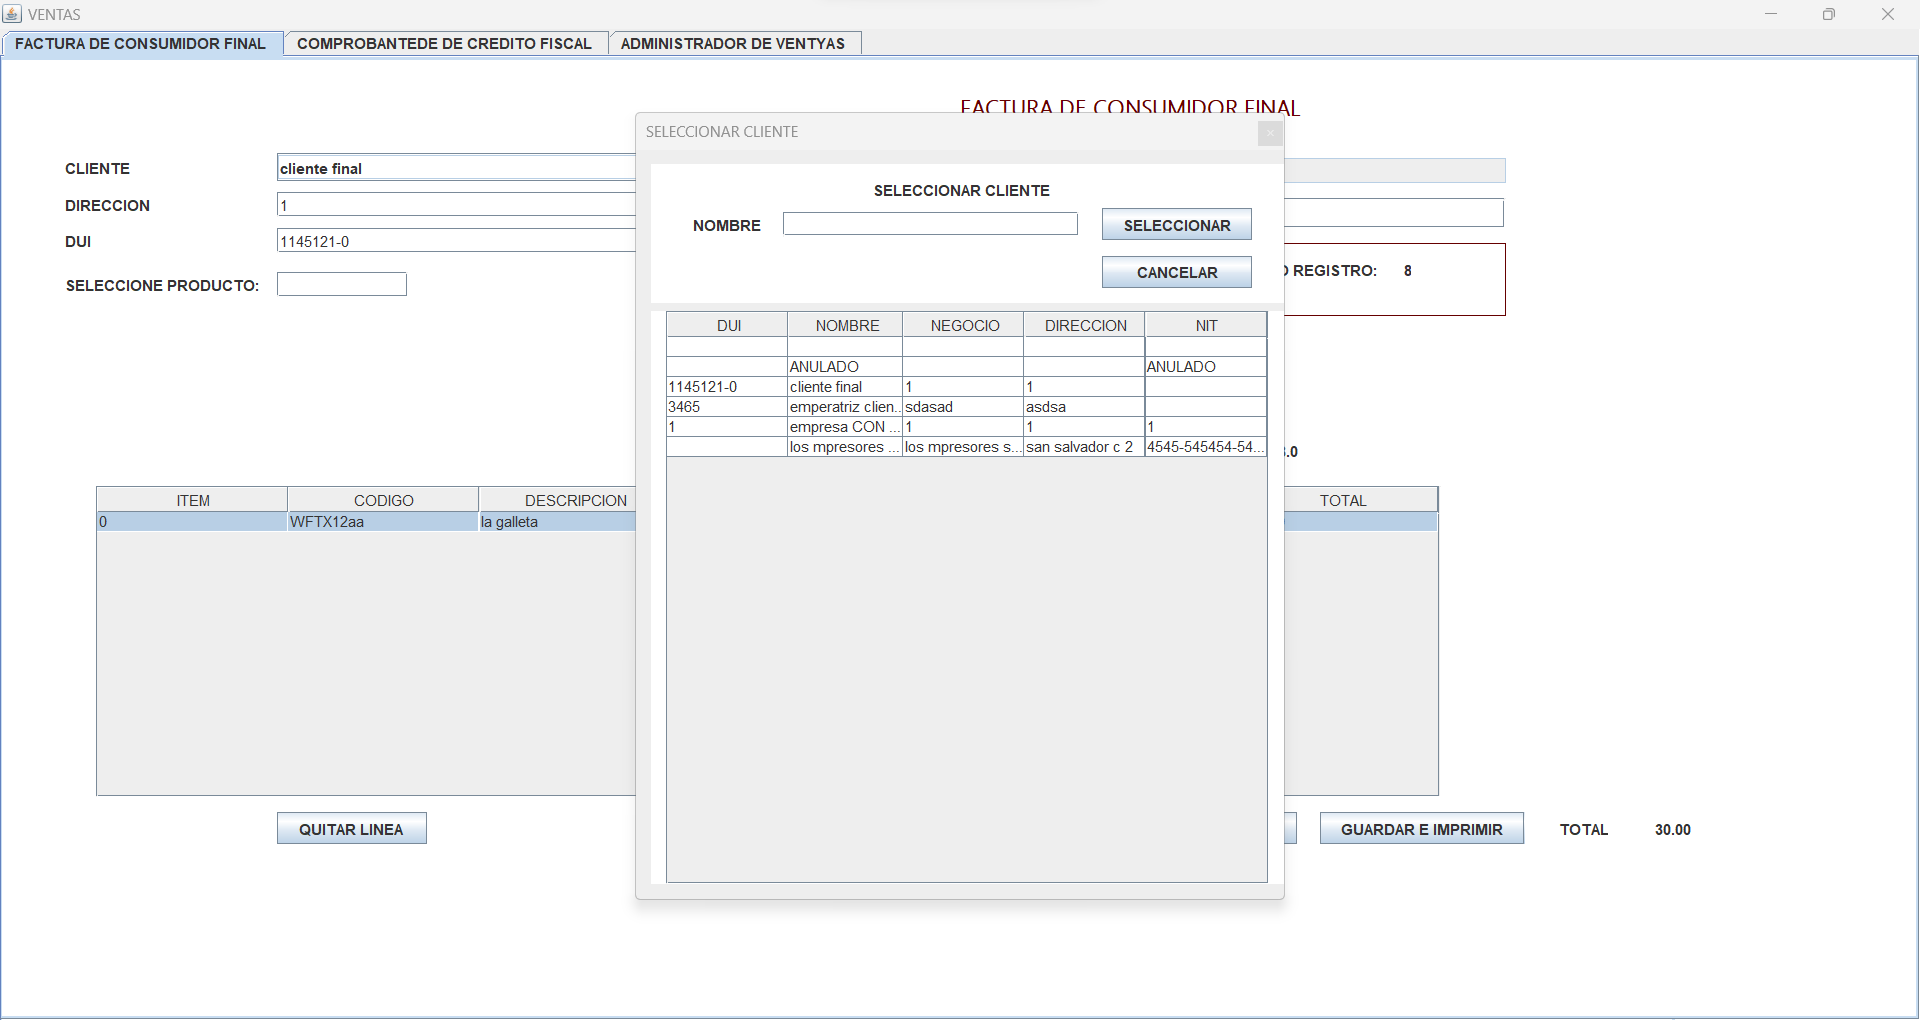 VENTAS
FACTURA DE CONSUMIDOR FINAL COMPROBANTEDE DE CREDITO FISCAL ADMINISTRADOR DE VENTYAS
FACTURA DE CONSUMIDOR FINAL
SELECCIONAR CLIENTE
CLIENTE cliente final
DIRECCION 1
DUI 1145121-0
SELECCIONE PRODUCTO:
SELECCIONAR CLIENTE
NOMBRE SELECCIONAR
CANCELAR
REGISTRO: 8
DUI NOMBRE NEGOCIO DIRECCION NIT
ANULADO ANULADO
1145121-0 cliente final 1 1
3465 emperatriz clien... sdasad asdsa
1 empresa CON ... 1 1 1
los mpresores ... los mpresores s... san salvador c 2 4545-545454-54...
.0
ITEM CODIGO DESCRIPCION TOTAL
0 WFTX12aa la galleta
QUITAR LINEA GUARDAR E IMPRIMIR TOTAL 30.00